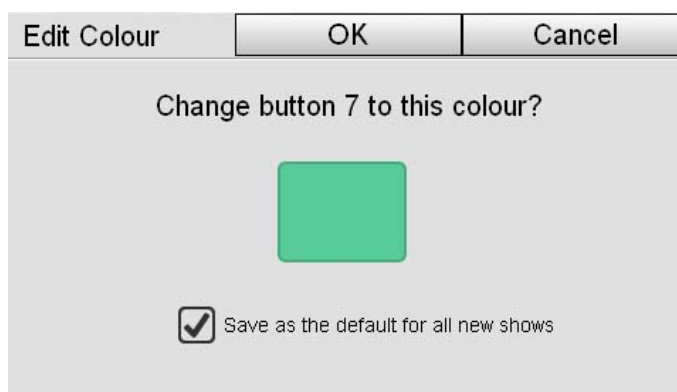 Edit Colour OK Cancel
Change button 7 to this colour?
Save as the default for all new shows